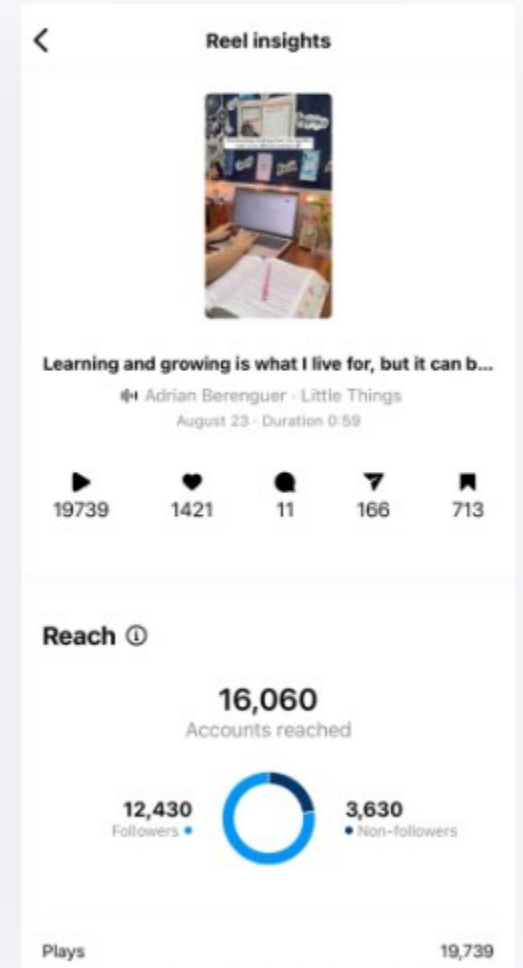 Reel insights
Learning and growing is what I live for, but it can b...
Adrian Berenguer · Little Things
August 23 · Duration 0:59
19739 1421 11 166 713
Reach
16,060
Accounts reached
12,430 3,630
Followers Non-followers
Plays 19,739